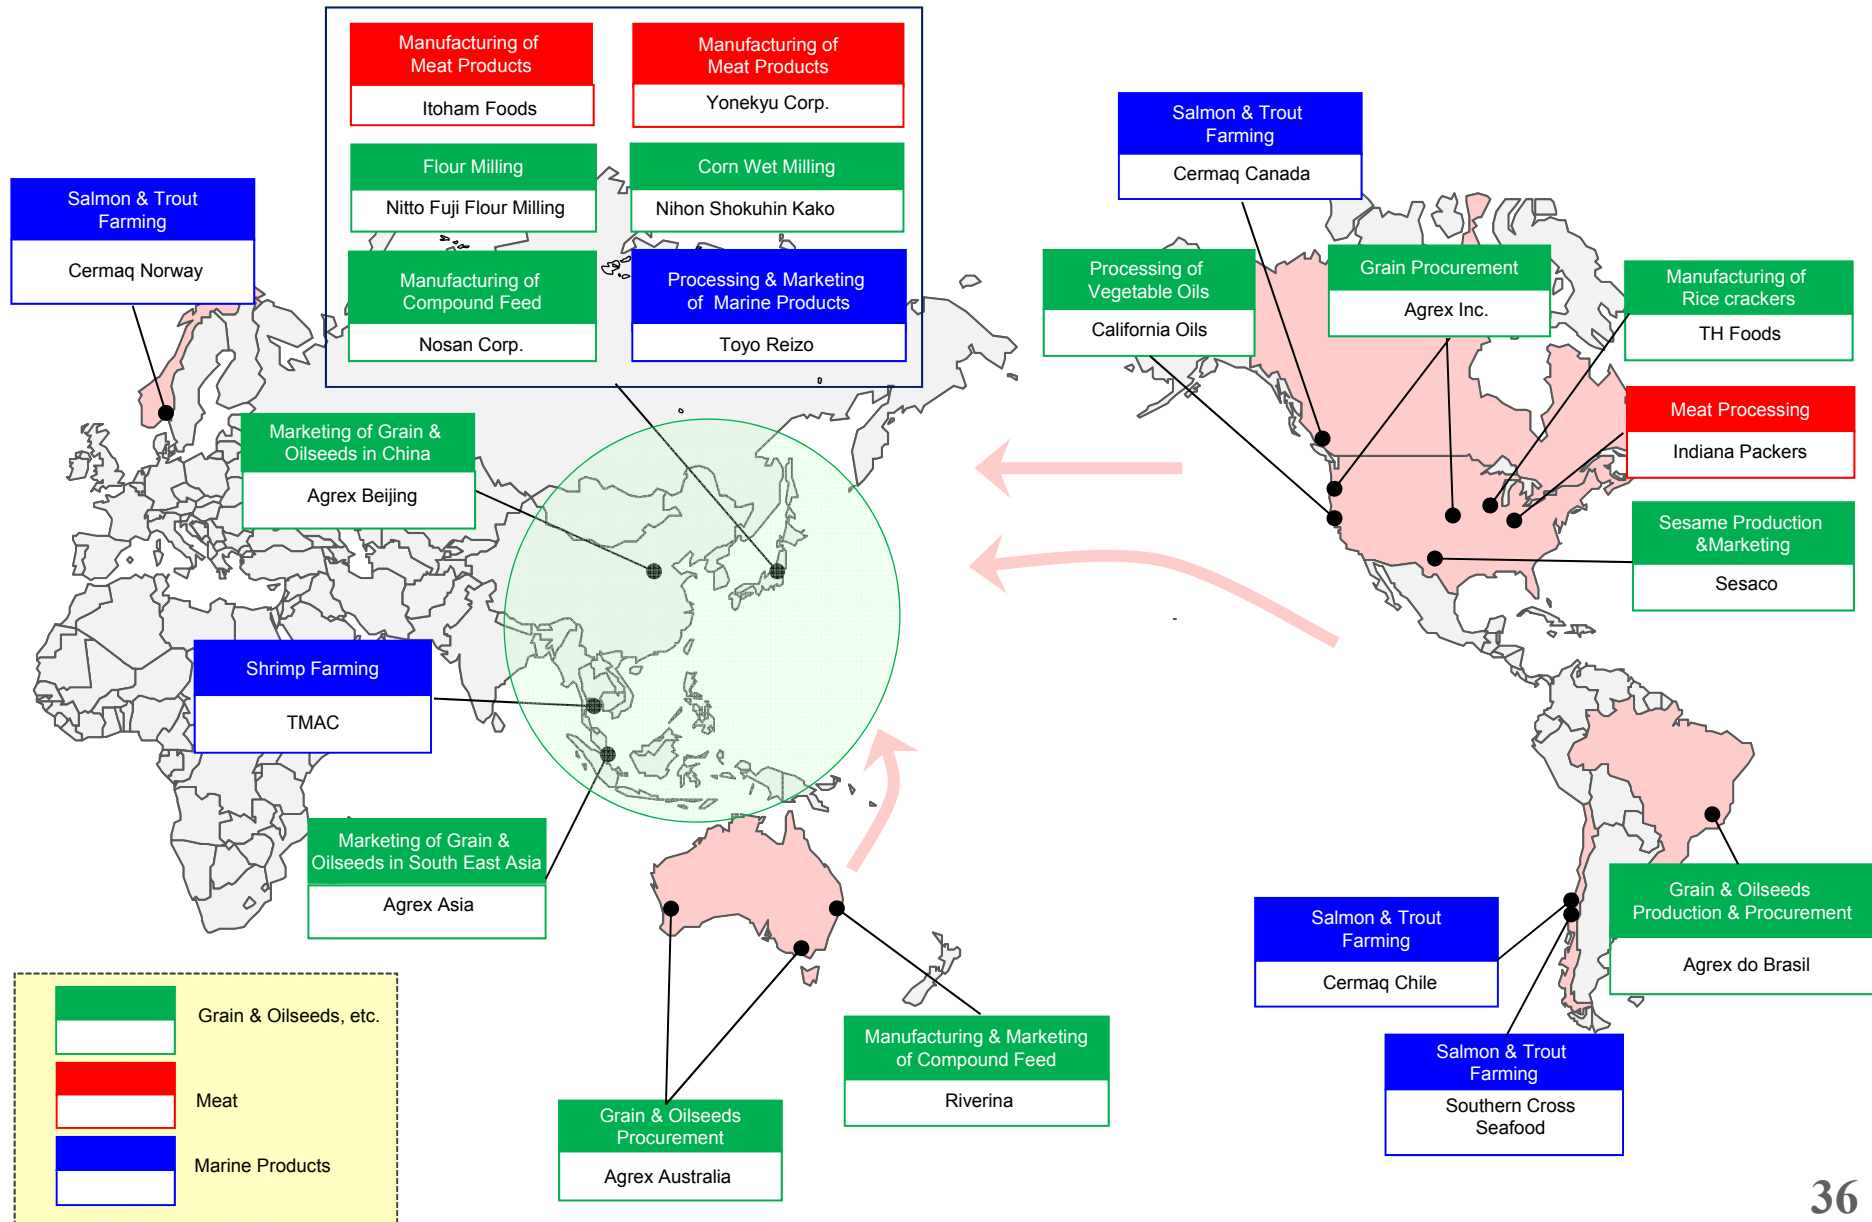 Manufacturing of
Meat Products
Itoham Foods
Manufacturing of
Meat Products
Yonekyu Corp.
Flour Milling
Nitto Fuji Flour Milling
Corn Wet Milling
Nihon Shokuhin Kako
Manufacturing of
Compound Feed
Nosan Corp.
Processing & Marketing
of Marine Products
Toyo Reizo
Salmon & Trout
Farming
Cermaq Norway
Salmon & Trout
Farming
Cermaq Canada
Processing of
Vegetable Oils
California Oils
Grain Procurement
Agrex Inc.
Manufacturing of
Rice crackers
TH Foods
Meat Processing
Indiana Packers
Sesame Production
&Marketing
Sesaco
Marketing of Grain &
Oilseeds in China
Agrex Beijing
Shrimp Farming
TMAC
Marketing of Grain &
Oilseeds in South East Asia
Agrex Asia
Grain & Oilseeds
Production & Procurement
Agrex do Brasil
Salmon & Trout
Farming
Cermaq Chile
Salmon & Trout
Farming
Southern Cross
Seafood
Manufacturing & Marketing
of Compound Feed
Riverina
Grain & Oilseeds
Procurement
Agrex Australia
Grain & Oilseeds, etc.
Meat
Marine Products
36